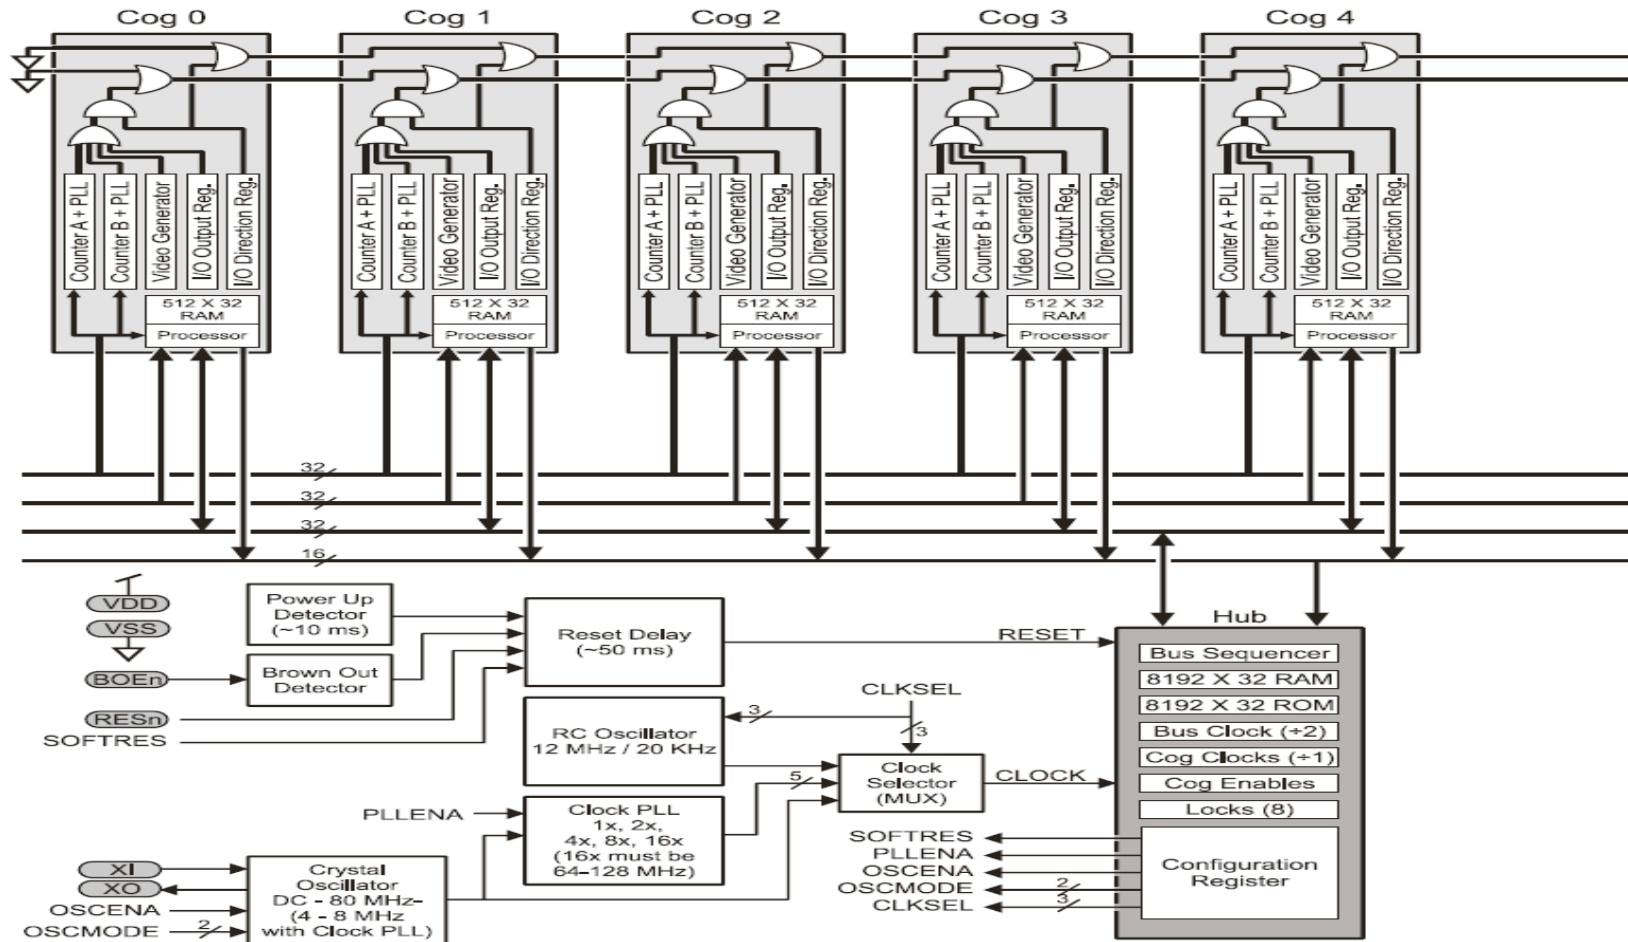 Cog 0
Cog 1
Cog 2
Cog 3
Cog 4
Counter A + PLL
Counter B + PLL
Video Generator
I/O Output Reg.
I/O Direction Reg.
512 X 32
RAM
Processor
Counter A + PLL
Counter B + PLL
Video Generator
I/O Output Reg.
I/O Direction Reg.
512 X 32
RAM
Processor
Counter A + PLL
Counter B + PLL
Video Generator
I/O Output Reg.
I/O Direction Reg.
512 X 32
RAM
Processor
Counter A + PLL
Counter B + PLL
Video Generator
I/O Output Reg.
I/O Direction Reg.
512 X 32
RAM
Processor
Counter A + PLL
Counter B + PLL
Video Generator
I/O Output Reg.
I/O Direction Reg.
512 X 32
RAM
Processor
32
32
32
16
VDD
VSS
BOEn
RESn
SOFTRES
Power Up
Detector
(~10 ms)
Brown Out
Detector
Reset Delay
(~50 ms)
RESET
RC Oscillator
12 MHz / 20 KHz
CLKSEL
3
3
Clock
Selector
(MUX)
CLOCK
5
PLLENA
Clock PLL
1x, 2x,
4x, 8x, 16x
(16x must be
64–128 MHz)
XI
XO
OSCENA
OSCMODE
2
Crystal
Oscillator
DC - 80 MHz–
(4 - 8 MHz
with Clock PLL)
Hub
Bus Sequencer
8192 X 32 RAM
8192 X 32 ROM
Bus Clock (÷2)
Cog Clocks (÷1)
Cog Enables
Locks (8)
Configuration
Register
SOFTRES
PLLENA
OSCENA
OSCMODE
2
CLKSEL
3